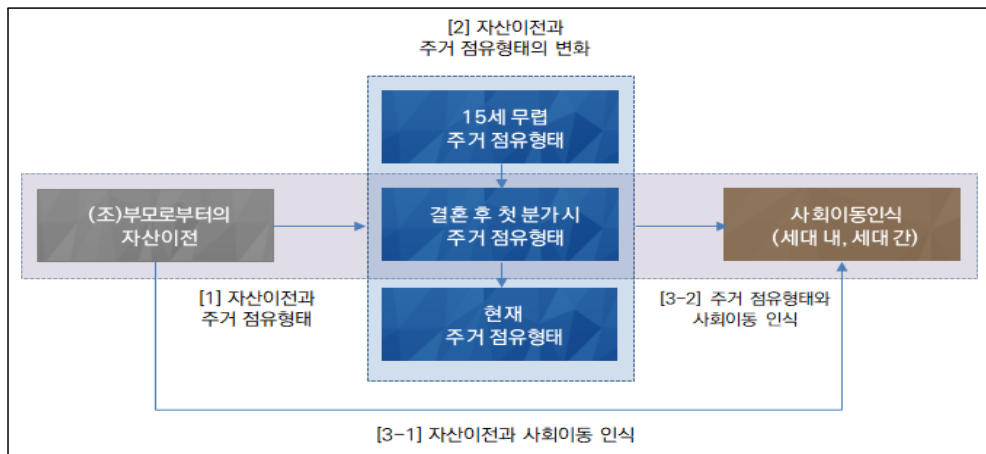 [2] 자산이전과
주거 점유형태의 변화
15세 무렵
주거 점유형태
(조)부모로부터의
자산이전
결혼 후 첫 분가 시
주거 점유형태
사회이동인식
(세대 내, 세대 간)
[1] 자산이전과
주거 점유형태
현재
주거 점유형태
[3-2] 주거 점유형태와
사회이동 인식
[3-1] 자산이전과 사회이동 인식